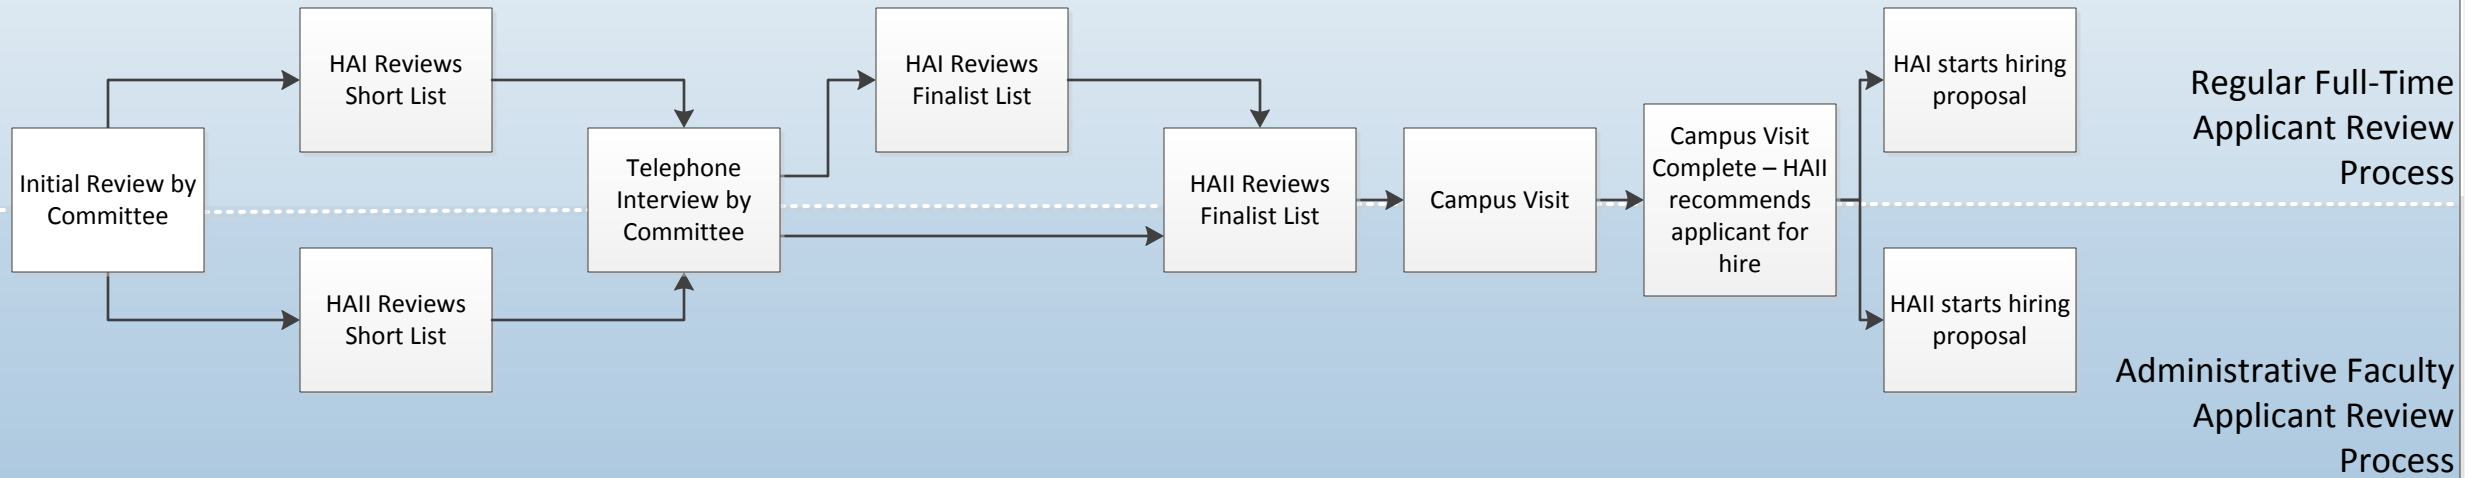 Initial Review by
Committee
HAI Reviews
Short List
HAII Reviews
Short List
Telephone
Interview by
Committee
HAI Reviews
Finalist List
HAII Reviews
Finalist List
Campus Visit
Campus Visit
Complete – HAII
recommends
applicant for
hire
HAI starts hiring
proposal
HAII starts hiring
proposal
Regular Full-Time
Applicant Review
Process
Administrative Faculty
Applicant Review
Process